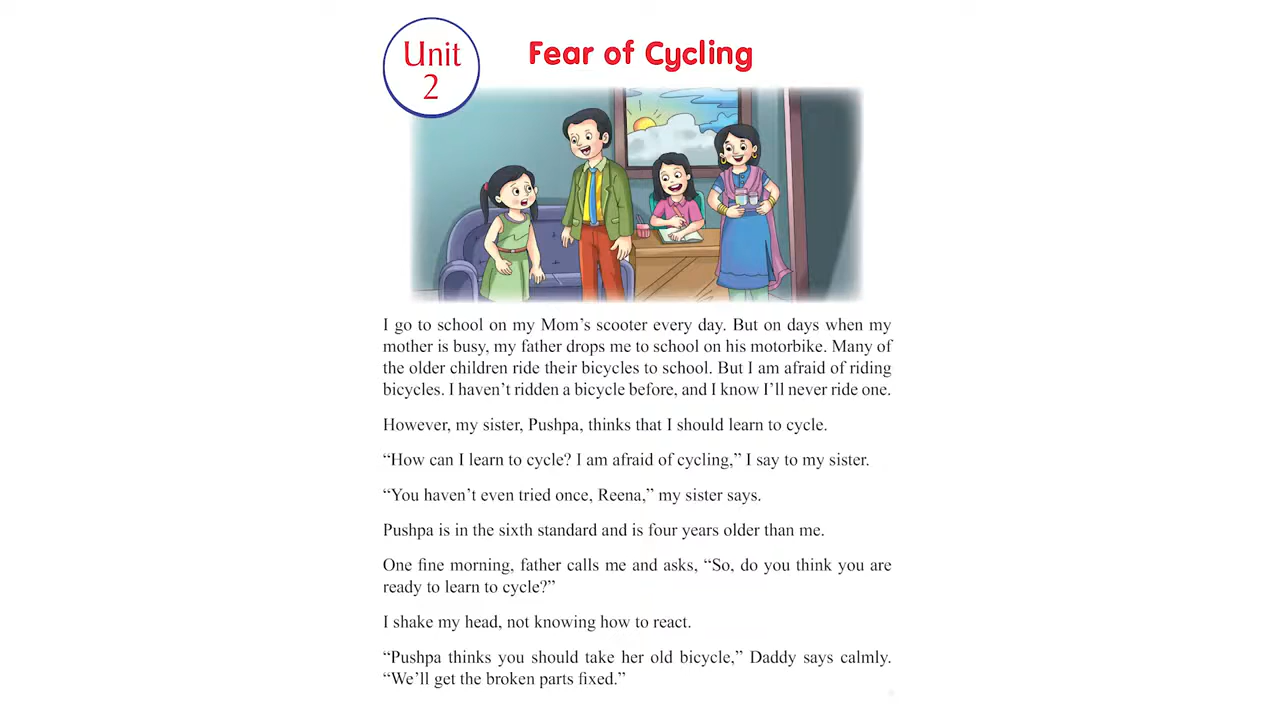 Unit
2
Fear of Cycling
I go to school on my Mom’s scooter every day. But on days when my
mother is busy, my father drops me to school on his motorbike. Many of
the older children ride their bicycles to school. But I am afraid of riding
bicycles. I haven’t ridden a bicycle before, and I know I’ll never ride one.
However, my sister, Pushpa, thinks that I should learn to cycle.
“How can I learn to cycle? I am afraid of cycling,” I say to my sister.
“You haven’t even tried once, Reena,” my sister says.
Pushpa is in the sixth standard and is four years older than me.
One fine morning, father calls me and asks, “So, do you think you are
ready to learn to cycle?”
I shake my head, not knowing how to react.
“Pushpa thinks you should take her old bicycle,” Daddy says calmly.
“We’ll get the broken parts fixed.”